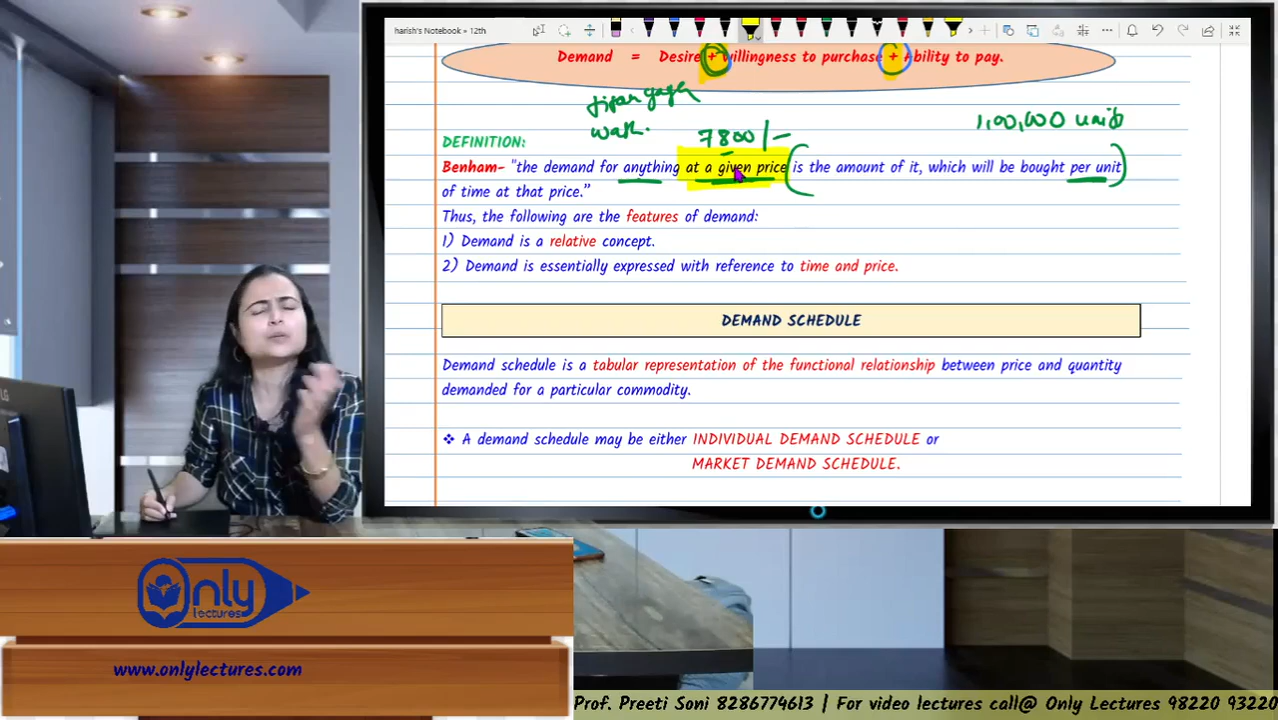 harish's Notebook » 12th
Demand = Desire + willingness to purchase + Ability to pay.
7800/-
1,00,000 units
DEFINITION:
Benham- "the demand for anything at a given price is the amount of it, which will be bought per unit
of time at that price."
Thus, the following are the features of demand:
1) Demand is a relative concept.
2) Demand is essentially expressed with reference to time and price.
DEMAND SCHEDULE
Demand schedule is a tabular representation of the functional relationship between price and quantity
demanded for a particular commodity.
❖ A demand schedule may be either INDIVIDUAL DEMAND SCHEDULE or
MARKET DEMAND SCHEDULE.
LG
Only
lectures
www.onlylectures.com
Prof. Preeti Soni 8286774613 | For video lectures call@ Only Lectures 98220 93220